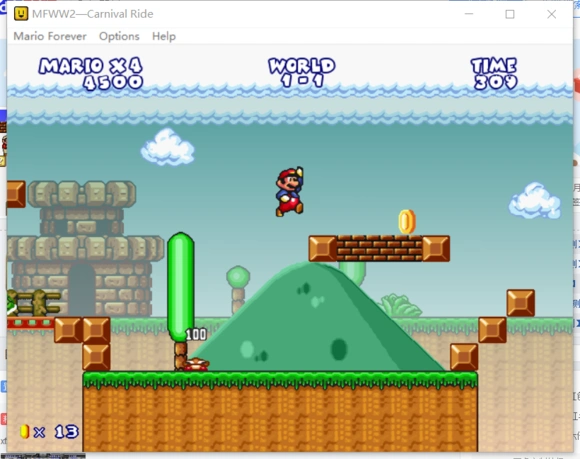 MFWW2—Carnival Ride
Mario Forever Options Help
MARIO X 4 WORLD TIME
4500 1-1 309
100
x 13